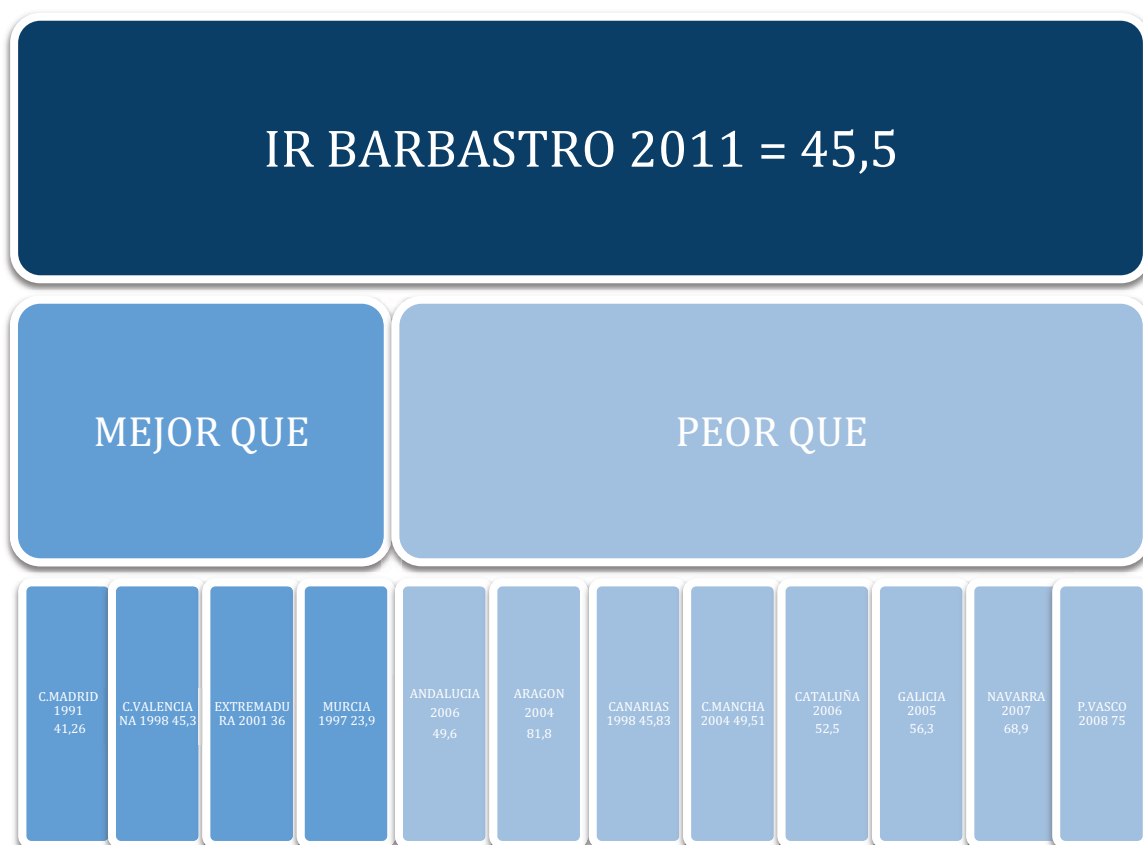 IR BARBASTRO 2011 = 45,5
MEJOR QUE
PEOR QUE
C.MADRID
1991
41,26
C.VALENCIA
NA 1998 45,3
EXTREMADU
RA 2001 36
MURCIA
1997 23,9
ANDALUCIA
2006
49,6
ARAGON
2004
81,8
CANARIAS
1998 45,83
C.MANCHA
2004 49,51
CATALUÑA
2006
52,5
GALICIA
2005
56,3
NAVARRA
2007
68,9
P.VASCO
2008 75